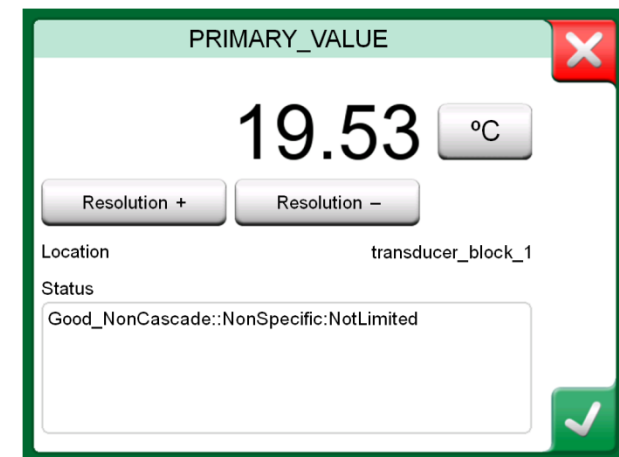 PRIMARY_VALUE
19.53 ºC
Resolution + Resolution –
Location transducer_block_1
Status
Good_NonCascade::NonSpecific:NotLimited